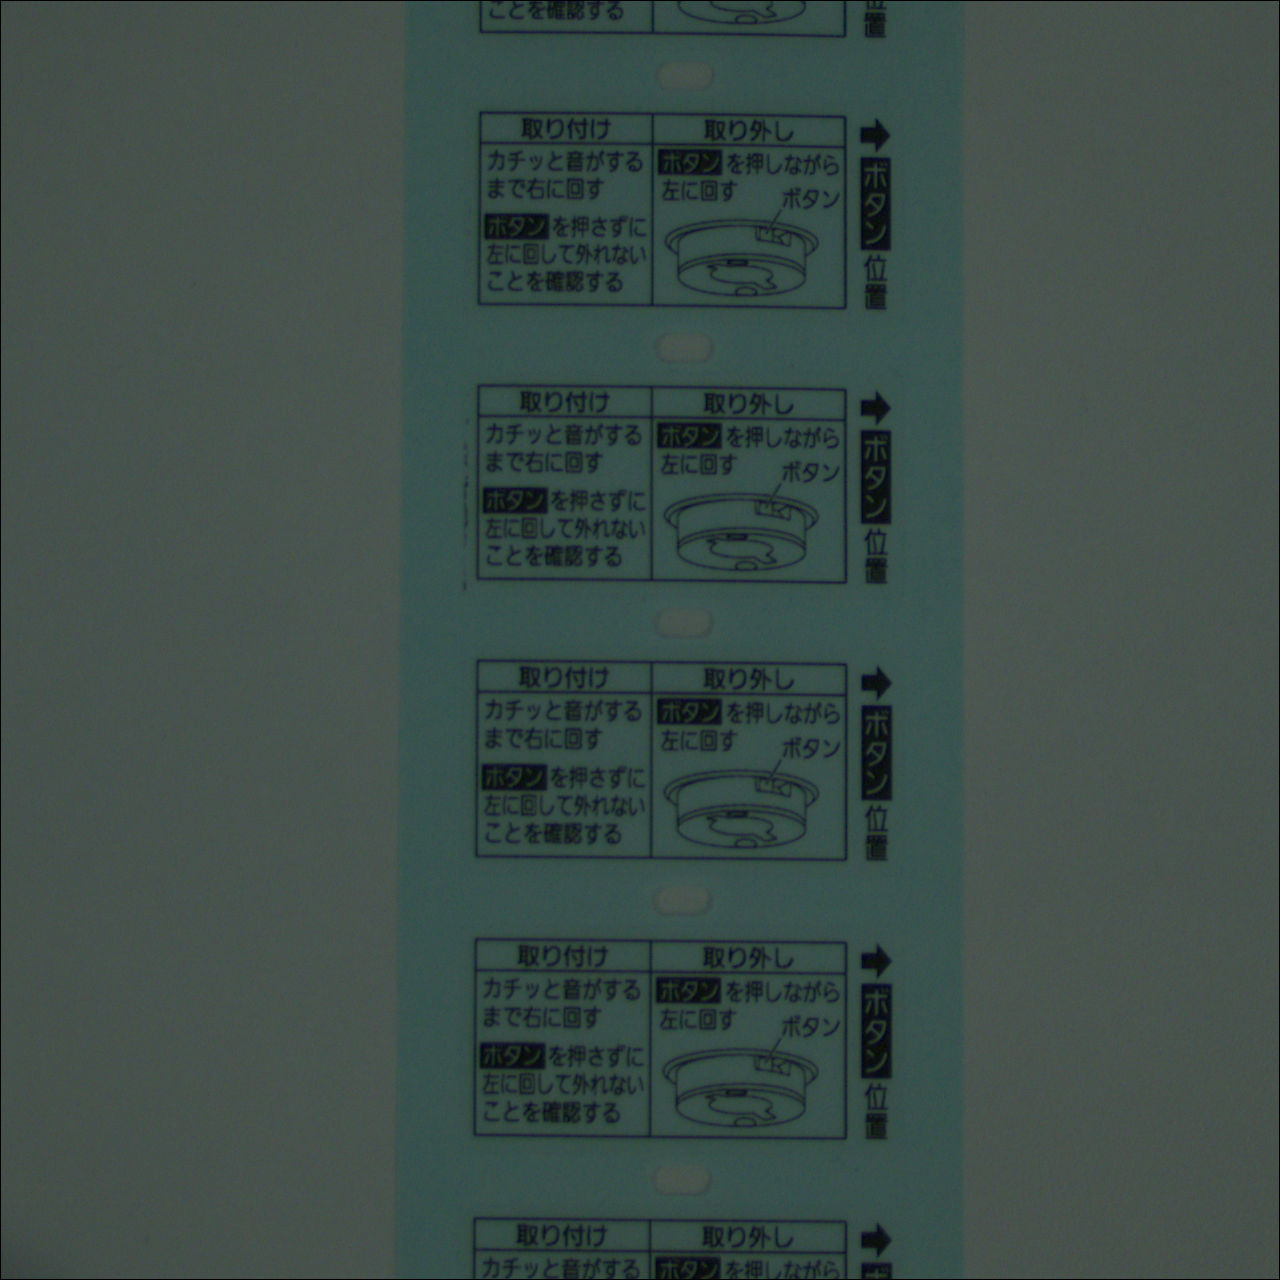 ことを確認する
位置
取り付け
取り外し
➡ボタン位置
カチッと音がする
まで右に回す
ボタンを押さずに
左に回して外れない
ことを確認する
ボタンを押しながら
左に回す
ボタン
取り付け
取り外し
➡ボタン位置
カチッと音がする
まで右に回す
ボタンを押さずに
左に回して外れない
ことを確認する
ボタンを押しながら
左に回す
ボタン
取り付け
取り外し
➡ボタン位置
カチッと音がする
まで右に回す
ボタンを押さずに
左に回して外れない
ことを確認する
ボタンを押しながら
左に回す
ボタン
取り付け
取り外し
➡ボタン位置
カチッと音がする
まで右に回す
ボタンを押さずに
左に回して外れない
ことを確認する
ボタンを押しながら
左に回す
ボタン
取り付け
取り外し
➡ボ
カチッと音がする
ボタンを押しながら